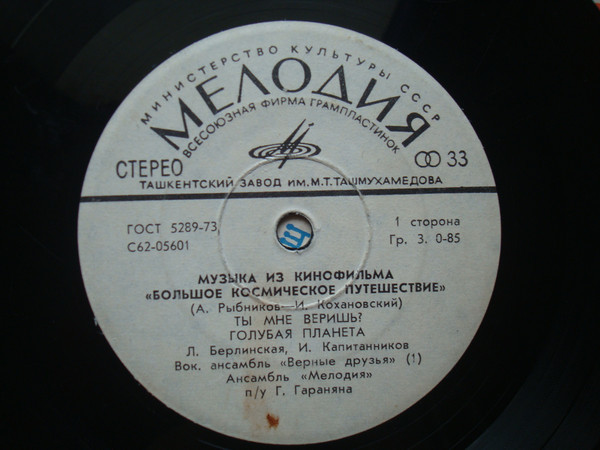 МИНИСТЕРСТВО КУЛЬТУРЫ СССР
МЕЛОДИЯ
ВСЕСОЮЗНАЯ ФИРМА ГРАМПЛАСТИНОК
СТЕРЕО
33
ТАШКЕНТСКИЙ ЗАВОД ИМ. М.Т. ТАШМУХАМЕДОВА
ГОСТ 5289-73
1 сторона
С62-05601
Гр. 3. 0-85
МУЗЫКА ИЗ КИНОФИЛЬМА
«БОЛЬШОЕ КОСМИЧЕСКОЕ ПУТЕШЕСТВИЕ»
(А. Рыбников—И. Кохановский)
ТЫ МНЕ ВЕРИШЬ?
ГОЛУБАЯ ПЛАНЕТА
Л. Берлинская, И. Капитанников
Вок. ансамбль «Верные друзья» (1)
Ансамбль «Мелодия»
п/у Г. Гараняна